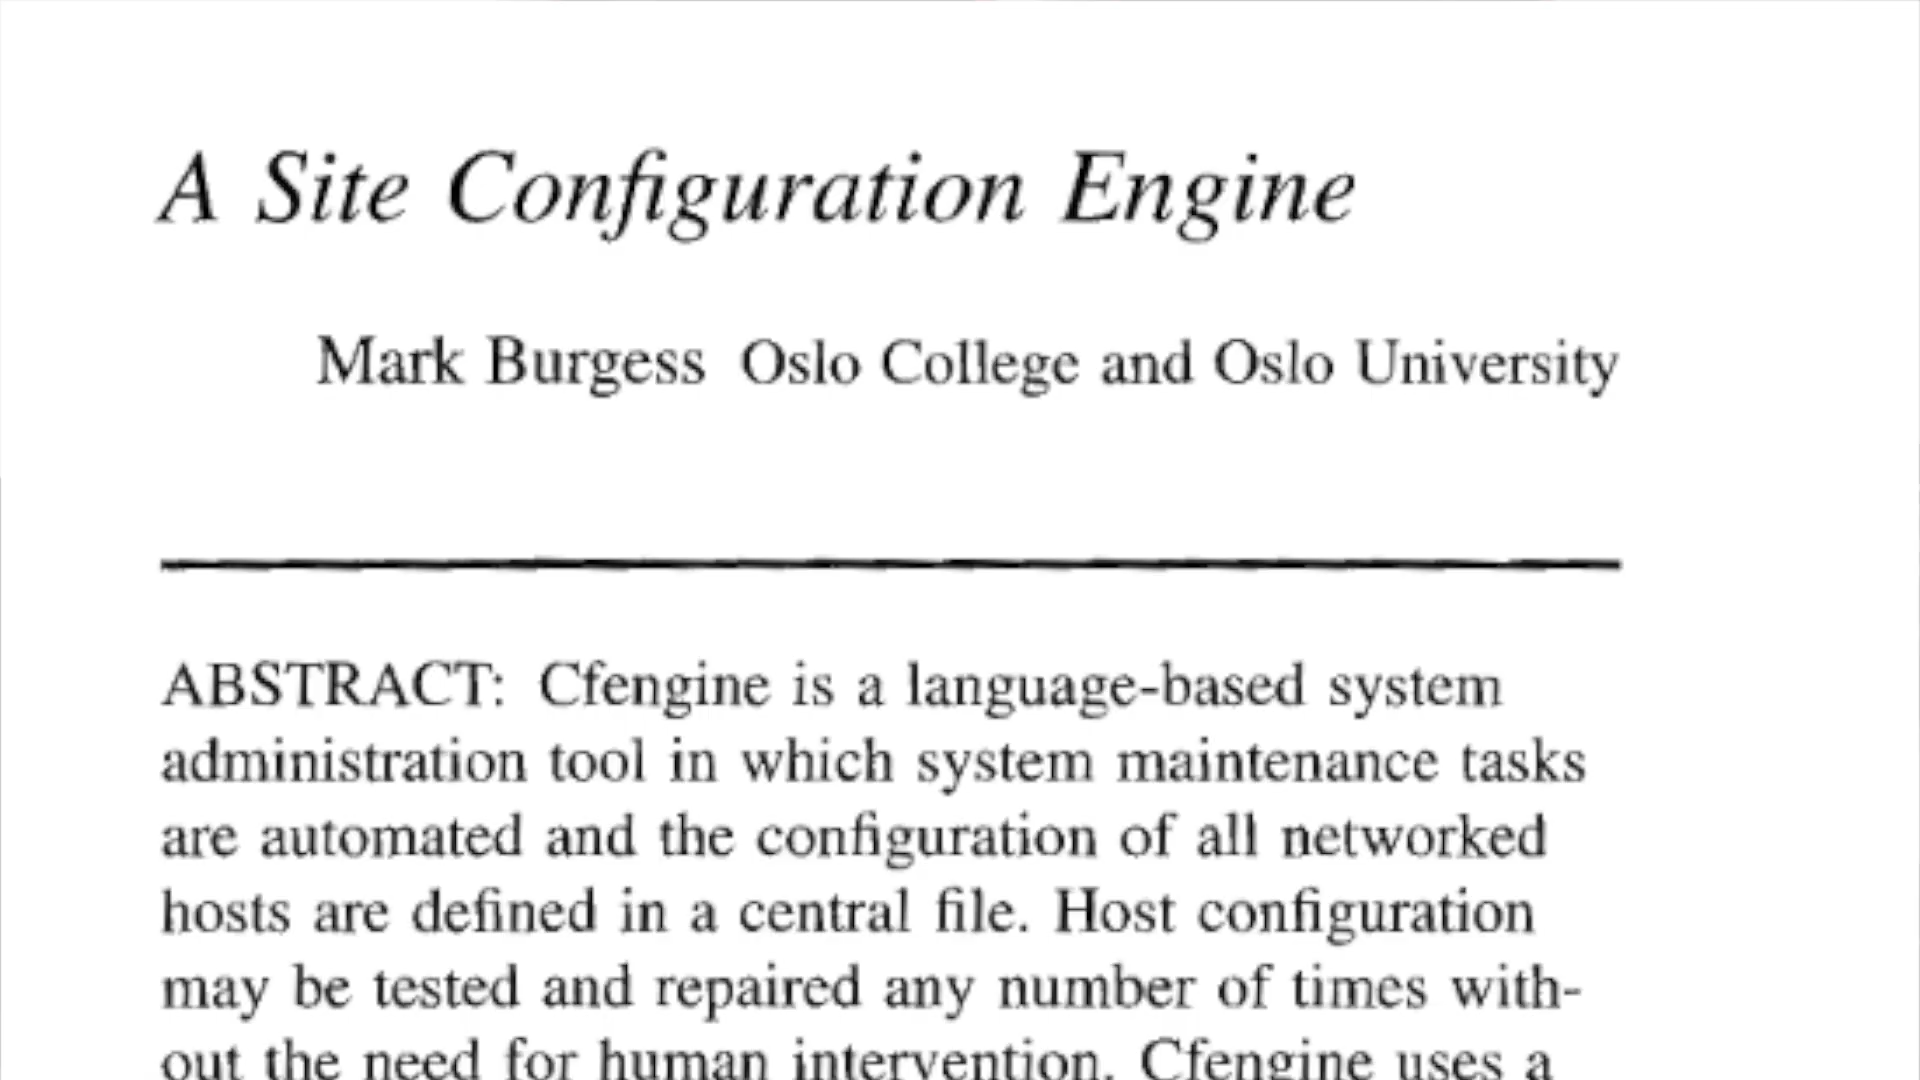 A Site Configuration Engine
Mark Burgess Oslo College and Oslo University
ABSTRACT: Cfengine is a language-based system
administration tool in which system maintenance tasks
are automated and the configuration of all networked
hosts are defined in a central file. Host configuration
may be tested and repaired any number of times with-
out the need for human intervention. Cfengine uses a